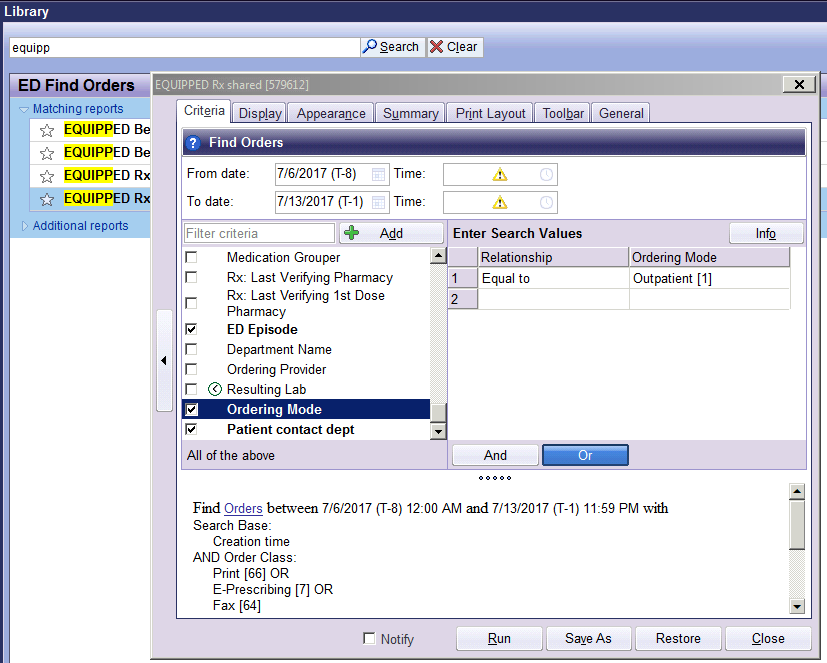 Library
equipp
Search
Clear
ED Find Orders
Matching reports
EQUIPPED Be
EQUIPPED Be
EQUIPPED Rx
EQUIPPED Rx
Additional reports
EQUIPPED Rx shared [579612]
Criteria
Display
Appearance
Summary
Print Layout
Toolbar
General
? Find Orders
From date:
7/6/2017 (T-8)
Time:
To date:
7/13/2017 (T-1)
Time:
Filter criteria
Add
Enter Search Values
Info
Medication Grouper
Rx: Last Verifying Pharmacy
Rx: Last Verifying 1st Dose
Pharmacy
ED Episode
Department Name
Ordering Provider
Resulting Lab
Ordering Mode
Patient contact dept
All of the above
Relationship
Ordering Mode
1 Equal to Outpatient [1]
2
And
Or
Find Orders between 7/6/2017 (T-8) 12:00 AM and 7/13/2017 (T-1) 11:59 PM with
Search Base:
Creation time
AND Order Class:
Print [66] OR
E-Prescribing [7] OR
Fax [64]
Notify
Run
Save As
Restore
Close